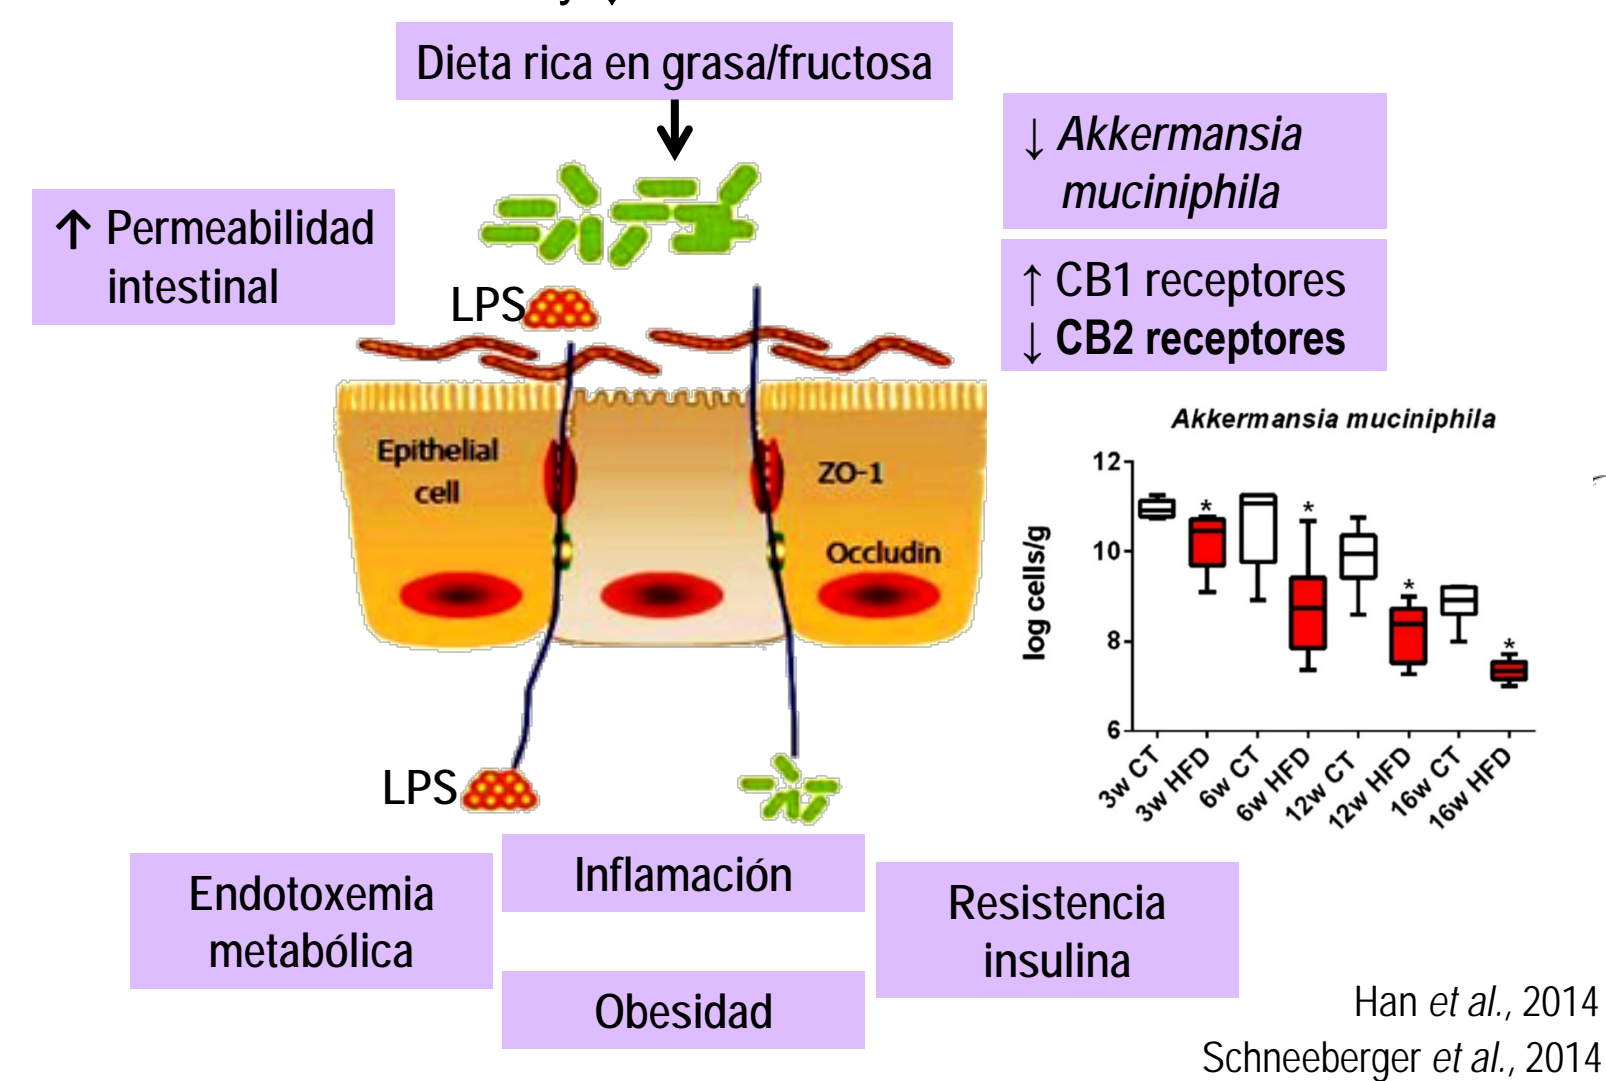 Dieta rica en grasa/fructosa
↓ Akkermansia
muciniphila
↑ Permeabilidad
intestinal
↑ CB1 receptores
↓ CB2 receptores
LPS
Epithelial
cell
ZO-1
Occludin
LPS
Akkermansia muciniphila
log cells/g
12
10
8
6
*
*
*
*
3w CT
3w HFD
6w CT
6w HFD
12w CT
12w HFD
16w CT
16w HFD
Endotoxemia
metabólica
Inflamación
Obesidad
Resistencia
insulina
Han et al., 2014
Schneeberger et al., 2014